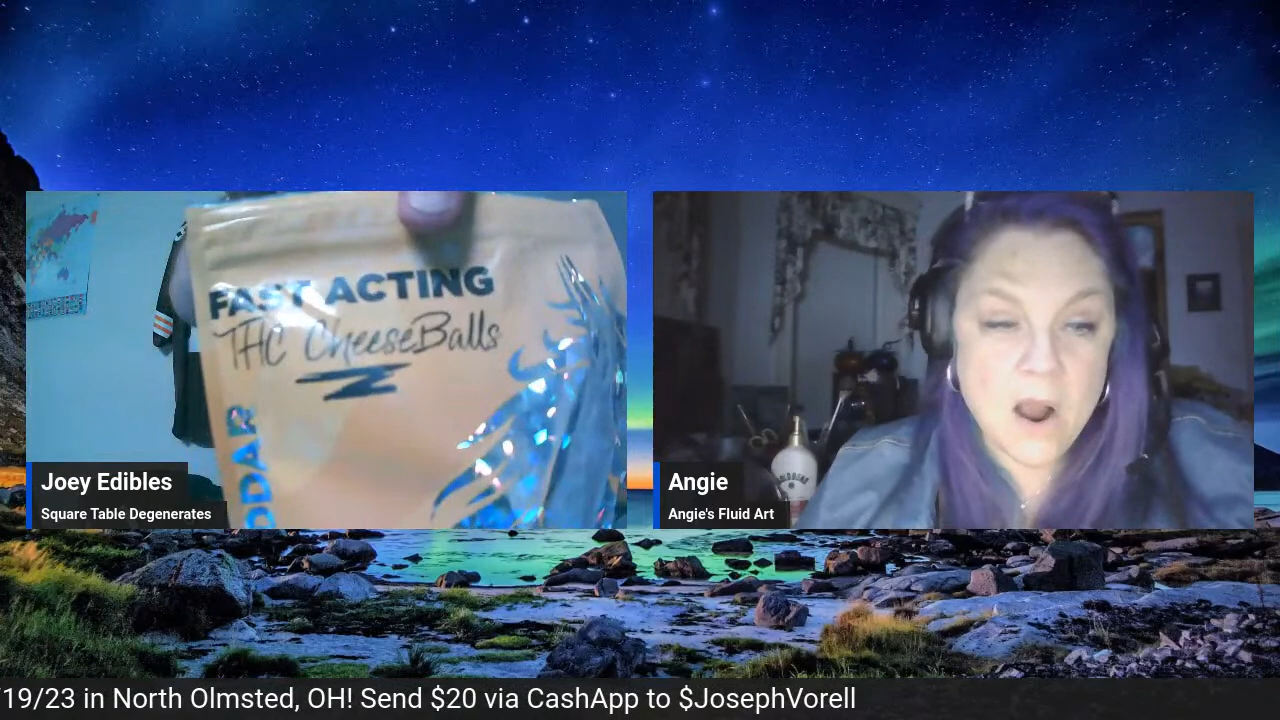 FAST ACTING
THC CheeseBalls
DDAR
Joey Edibles
Square Table Degenerates
Angie
Angie's Fluid Art
/19/23 in North Olmsted, OH! Send $20 via CashApp to $JosephVorell